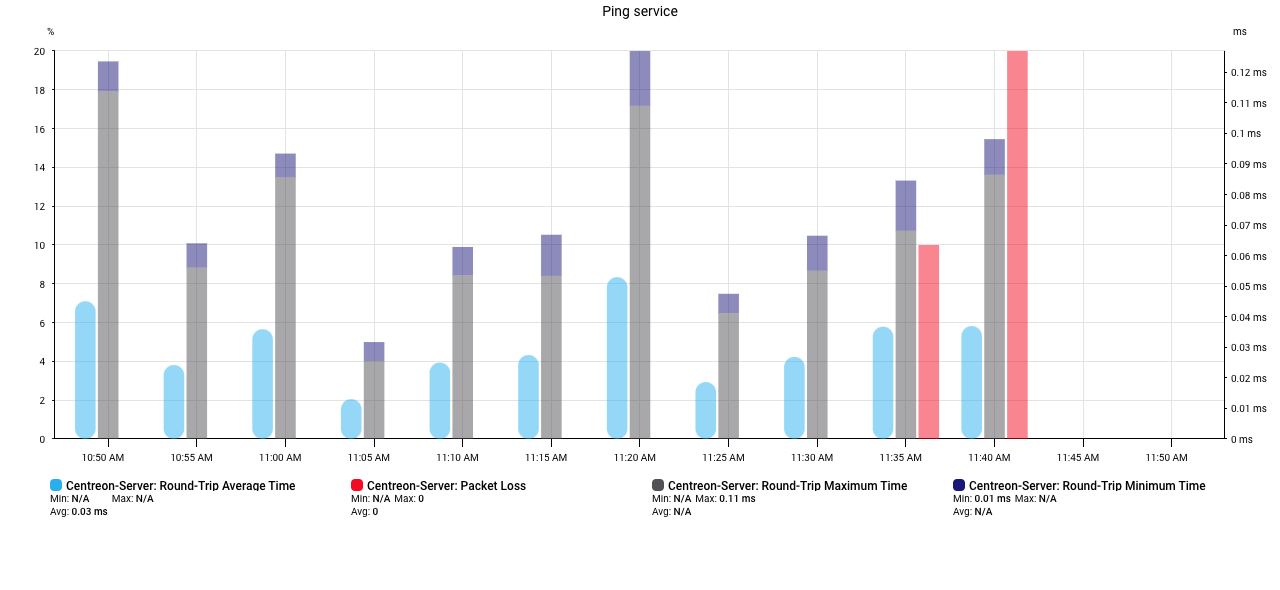 Ping service
% ms
20
18
16
14
12
10
8
6
4
2
0
0.12 ms
0.11 ms
0.1 ms
0.09 ms
0.08 ms
0.07 ms
0.06 ms
0.05 ms
0.04 ms
0.03 ms
0.02 ms
0.01 ms
0 ms
10:50 AM 10:55 AM 11:00 AM 11:05 AM 11:10 AM 11:15 AM 11:20 AM 11:25 AM 11:30 AM 11:35 AM 11:40 AM 11:45 AM 11:50 AM
Centreon-Server: Round-Trip Average Time
Min: N/A Max: N/A
Avg: 0.03 ms
Centreon-Server: Packet Loss
Min: N/A Max: 0
Avg: 0
Centreon-Server: Round-Trip Maximum Time
Min: N/A Max: 0.11 ms
Avg: N/A
Centreon-Server: Round-Trip Minimum Time
Min: 0.01 ms Max: N/A
Avg: N/A